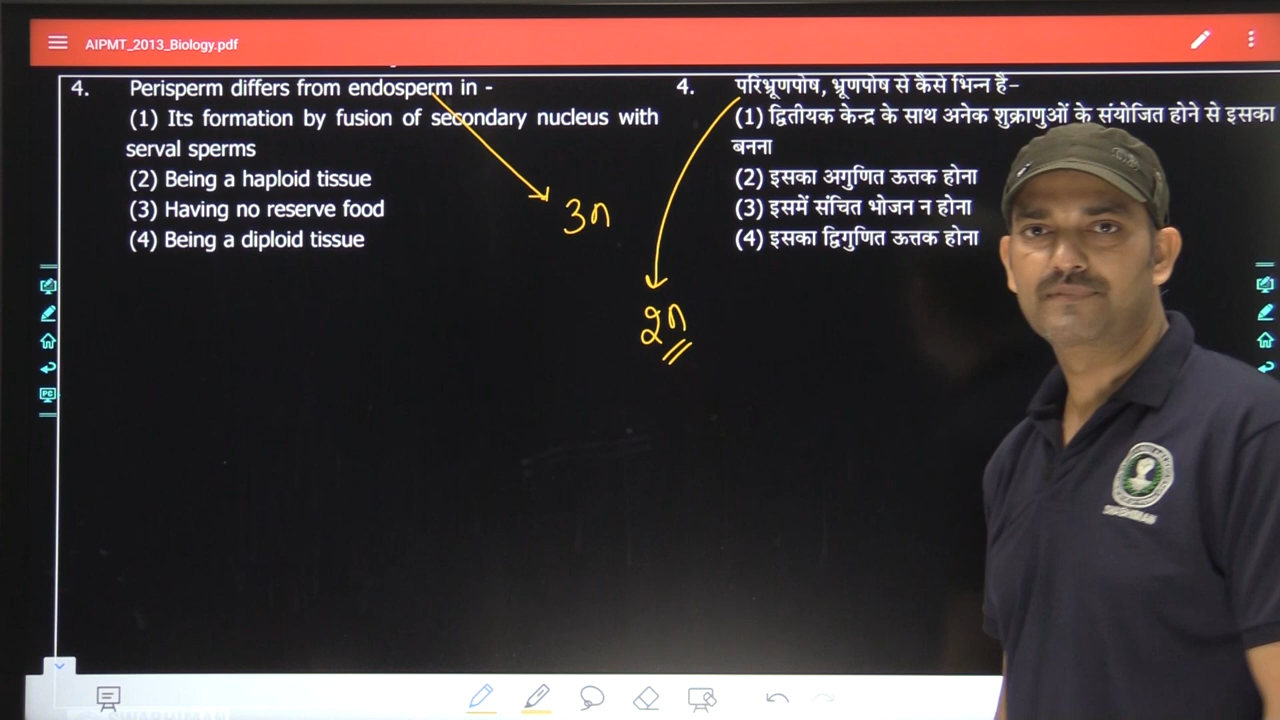 AIPMT_2013_Biology.pdf
4. Perisperm differs from endosperm in -
(1) Its formation by fusion of secondary nucleus with
serval sperms
(2) Being a haploid tissue
(3) Having no reserve food
(4) Being a diploid tissue
3n
4. परिभ्रूणपोष, भ्रूणपोष से कैसे भिन्न है-
(1) द्वितीयक केन्द्र के साथ अनेक शुक्राणुओं के संयोजित होने से इसका
बनना
(2) इसका अगुणित ऊत्तक होना
(3) इसमें संचित भोजन न होना
(4) इसका द्विगुणित ऊत्तक होना
2n
PC
SWABHIMAN